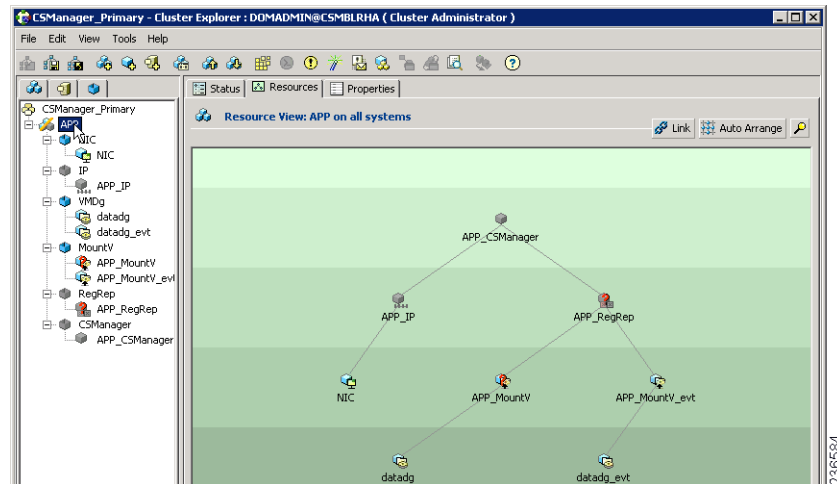 CSManager_Primary - Cluster Explorer : DOMADMIN@CSMBLRHA ( Cluster Administrator )
File Edit View Tools Help
Status Resources Properties
CSManager_Primary
APP
NIC
NIC
IP
APP_IP
VMDg
datadg
datadg_evt
MountV
APP_MountV
APP_MountV_evt
RegRep
APP_RegRep
CSManager
APP_CSManager
Resource View: APP on all systems
Link Auto Arrange
APP_CSManager
APP_IP
APP_RegRep
NIC
APP_MountV
APP_MountV_evt
datadg
datadg_evt
236584